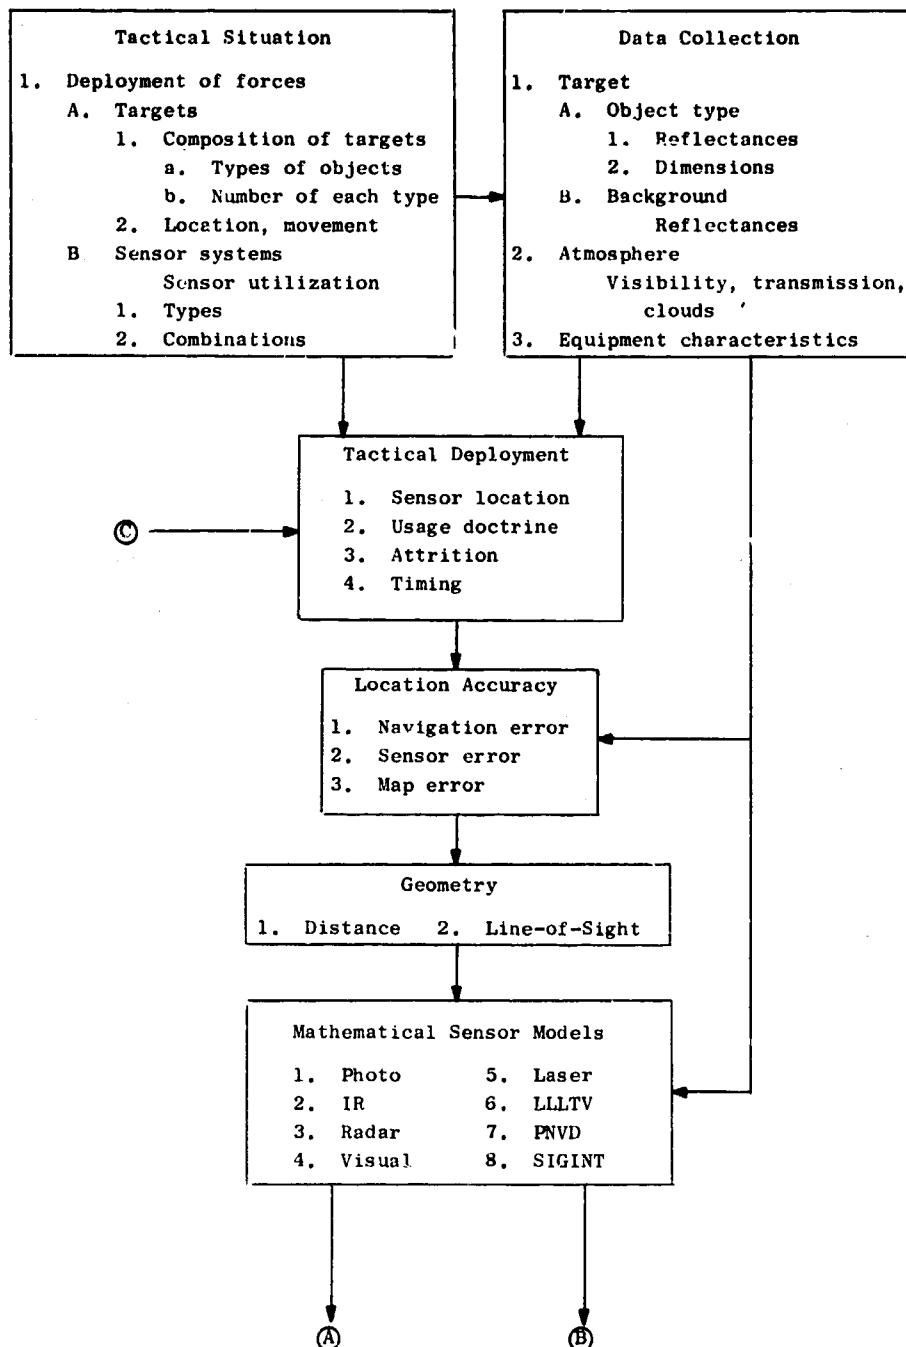 Tactical Situation
1. Deployment of forces
A. Targets
1. Composition of targets
a. Types of objects
b. Number of each type
2. Location, movement
B Sensor systems
Sensor utilization
1. Types
2. Combinations
Data Collection
1. Target
A. Object type
1. Reflectances
2. Dimensions
B. Background
Reflectances
2. Atmosphere
Visibility, transmission,
clouds
3. Equipment characteristics
Tactical Deployment
1. Sensor location
2. Usage doctrine
3. Attrition
4. Timing
C
Location Accuracy
1. Navigation error
2. Sensor error
3. Map error
Geometry
1. Distance 2. Line-of-Sight
Mathematical Sensor Models
1. Photo 5. Laser
2. IR 6. LLLTV
3. Radar 7. PNVD
4. Visual 8. SIGINT
A B